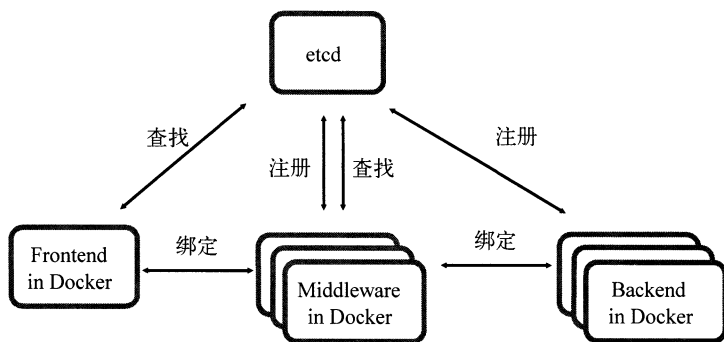 etcd
查找
注册
查找
注册
Frontend
in Docker
绑定
Middleware
in Docker
绑定
Backend
in Docker